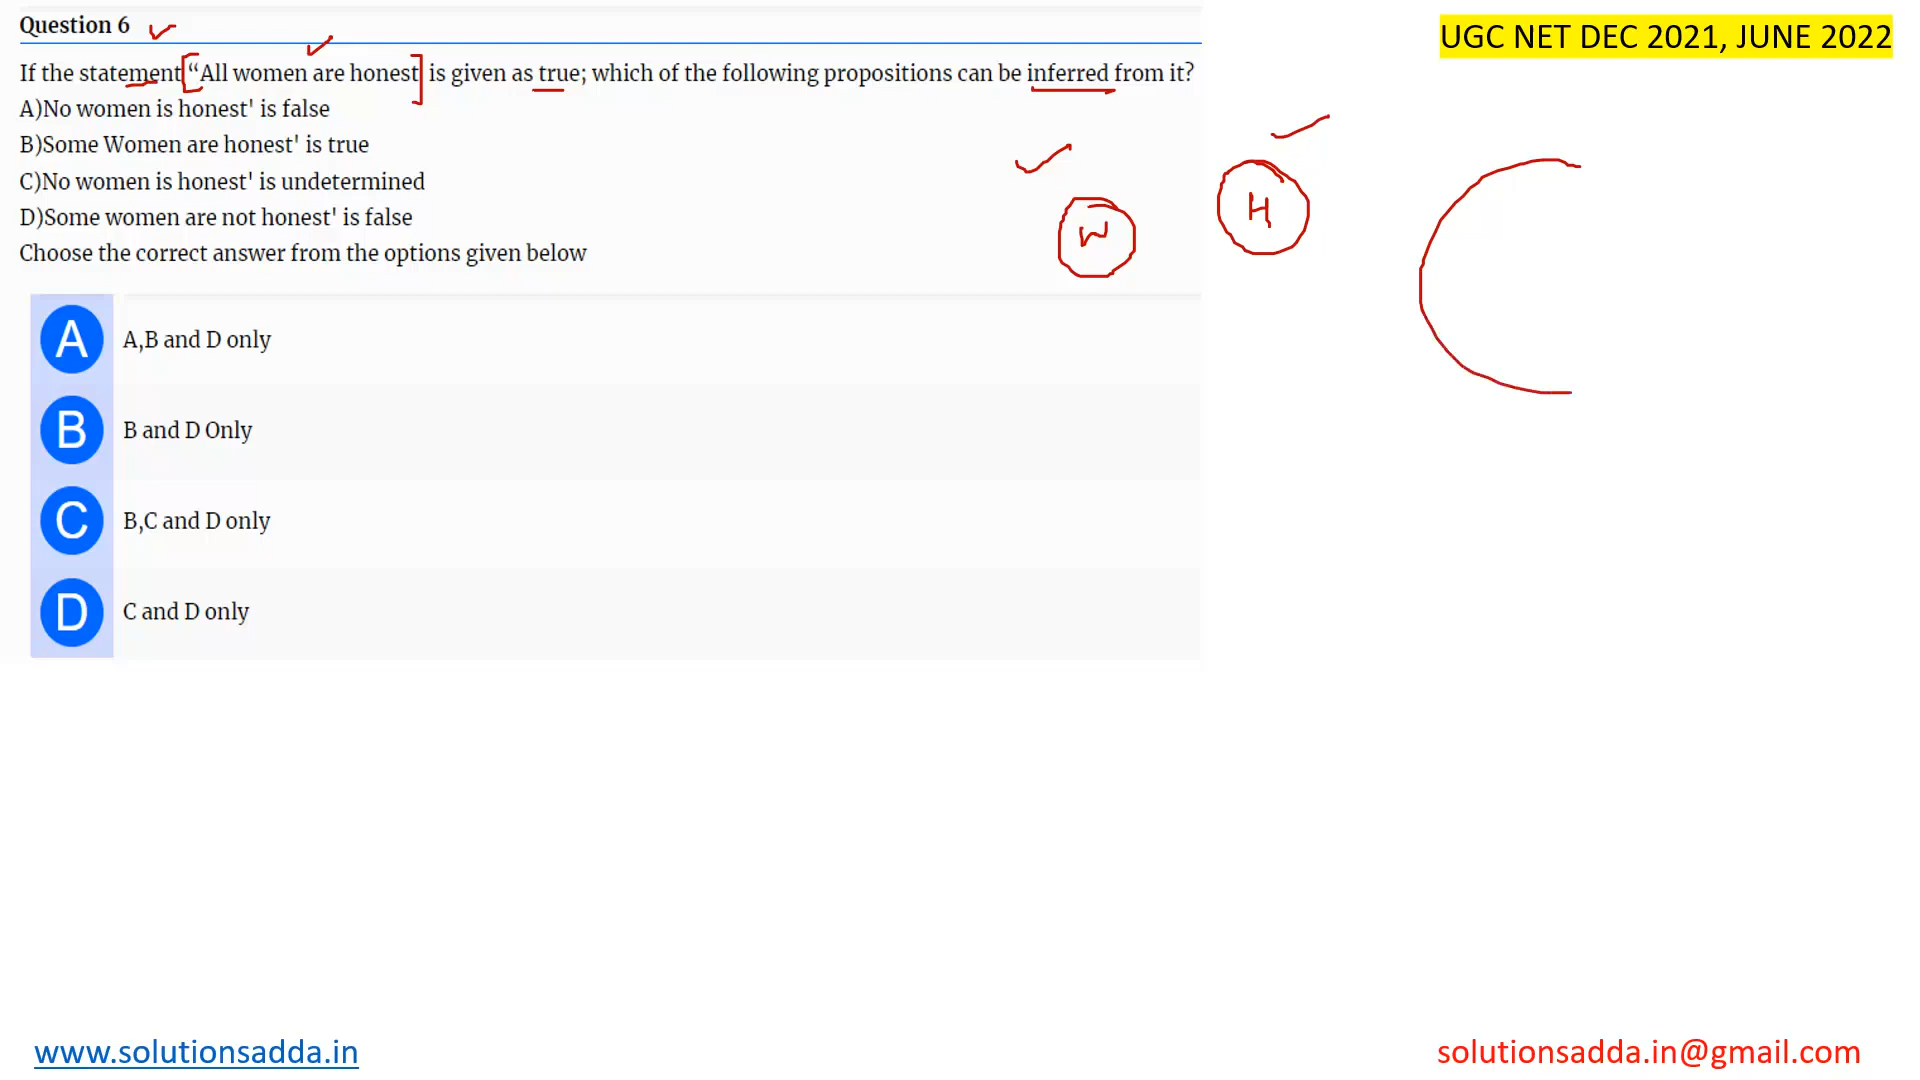 Question 6
UGC NET DEC 2021, JUNE 2022
If the statement “All women are honest is given as true; which of the following propositions can be inferred from it?
A)No women is honest' is false
B)Some Women are honest' is true
C)No women is honest' is undetermined
D)Some women are not honest' is false
Choose the correct answer from the options given below
W
H
A A,B and D only
B B and D Only
C B,C and D only
D C and D only
www.solutionsadda.in
solutionsadda.in@gmail.com